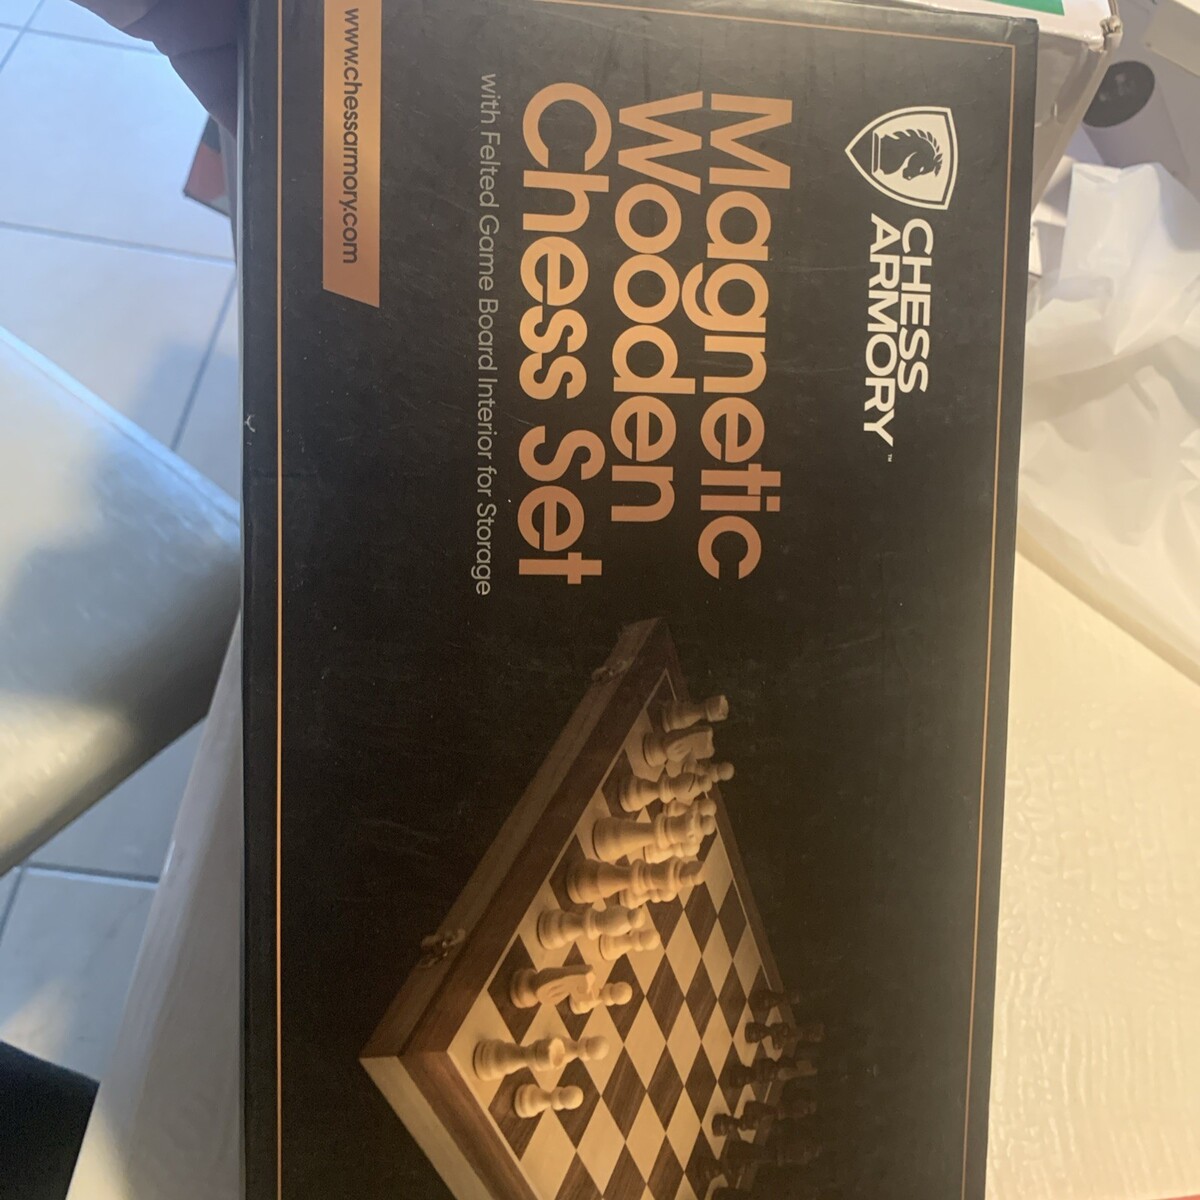 CHESS
ARMORY™
Magnetic
Wooden
Chess Set
with Felted Game Board Interior for Storage
www.chessarmory.com